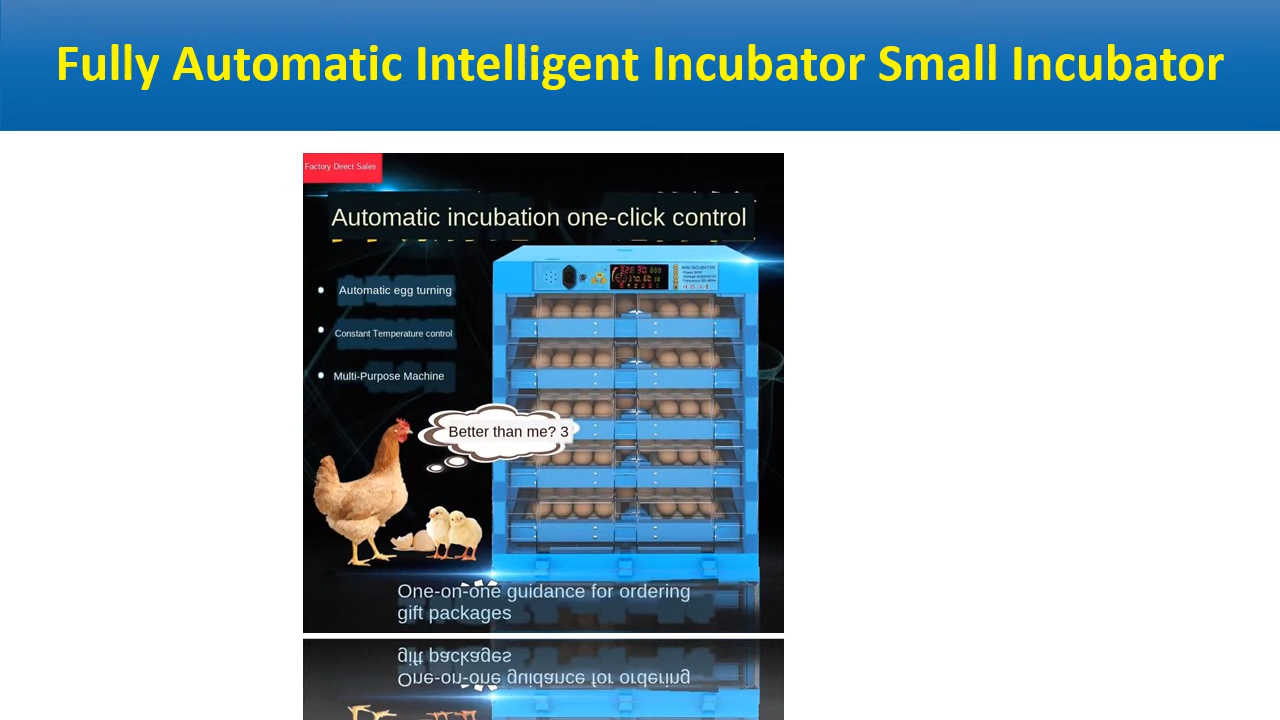 Fully Automatic Intelligent Incubator Small Incubator
Factory Direct Sales
Automatic incubation one-click control
Automatic egg turning
Constant Temperature control
Multi-Purpose Machine
MINI INCUBATOR
Better than me? 3
One-on-one guidance for ordering
gift packages
gift packages
One-on-one guidance for ordering